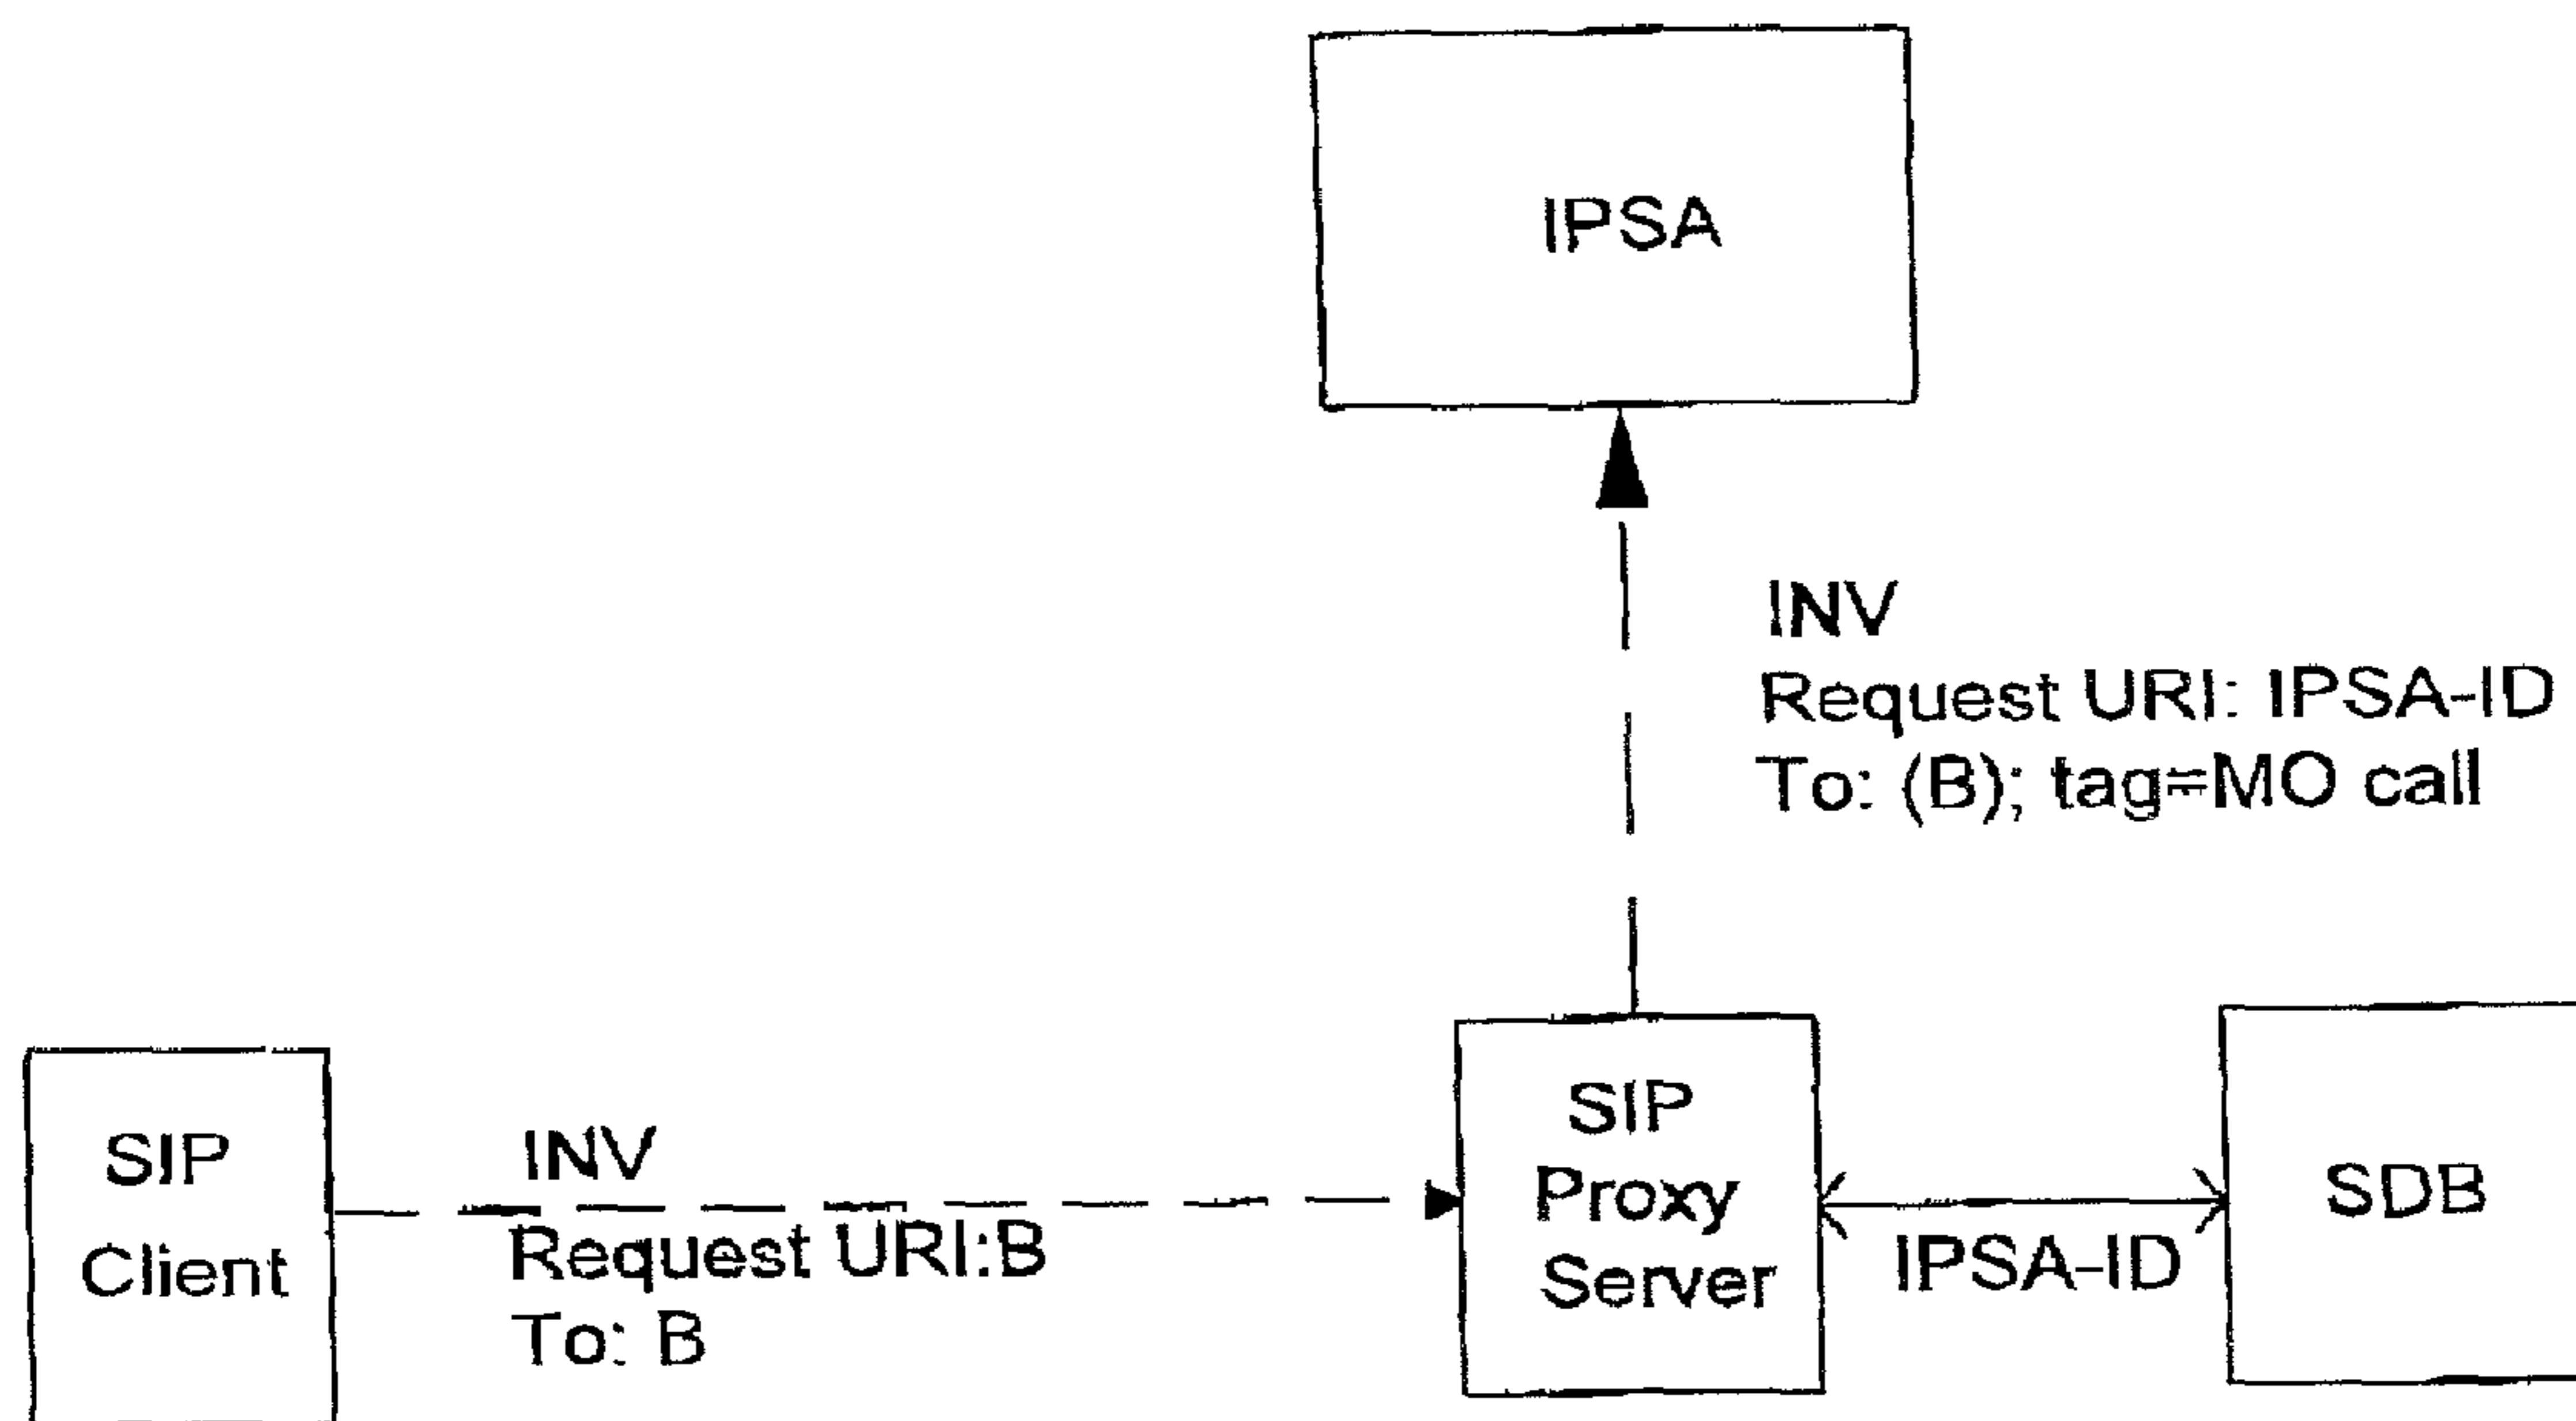 IPSA
INV
Request URI: IPSA-ID
To: (B); tag=MO call
SIP
Client
INV
Request URI:B
To: B
SIP
Proxy
Server
IPSA-ID
SDB